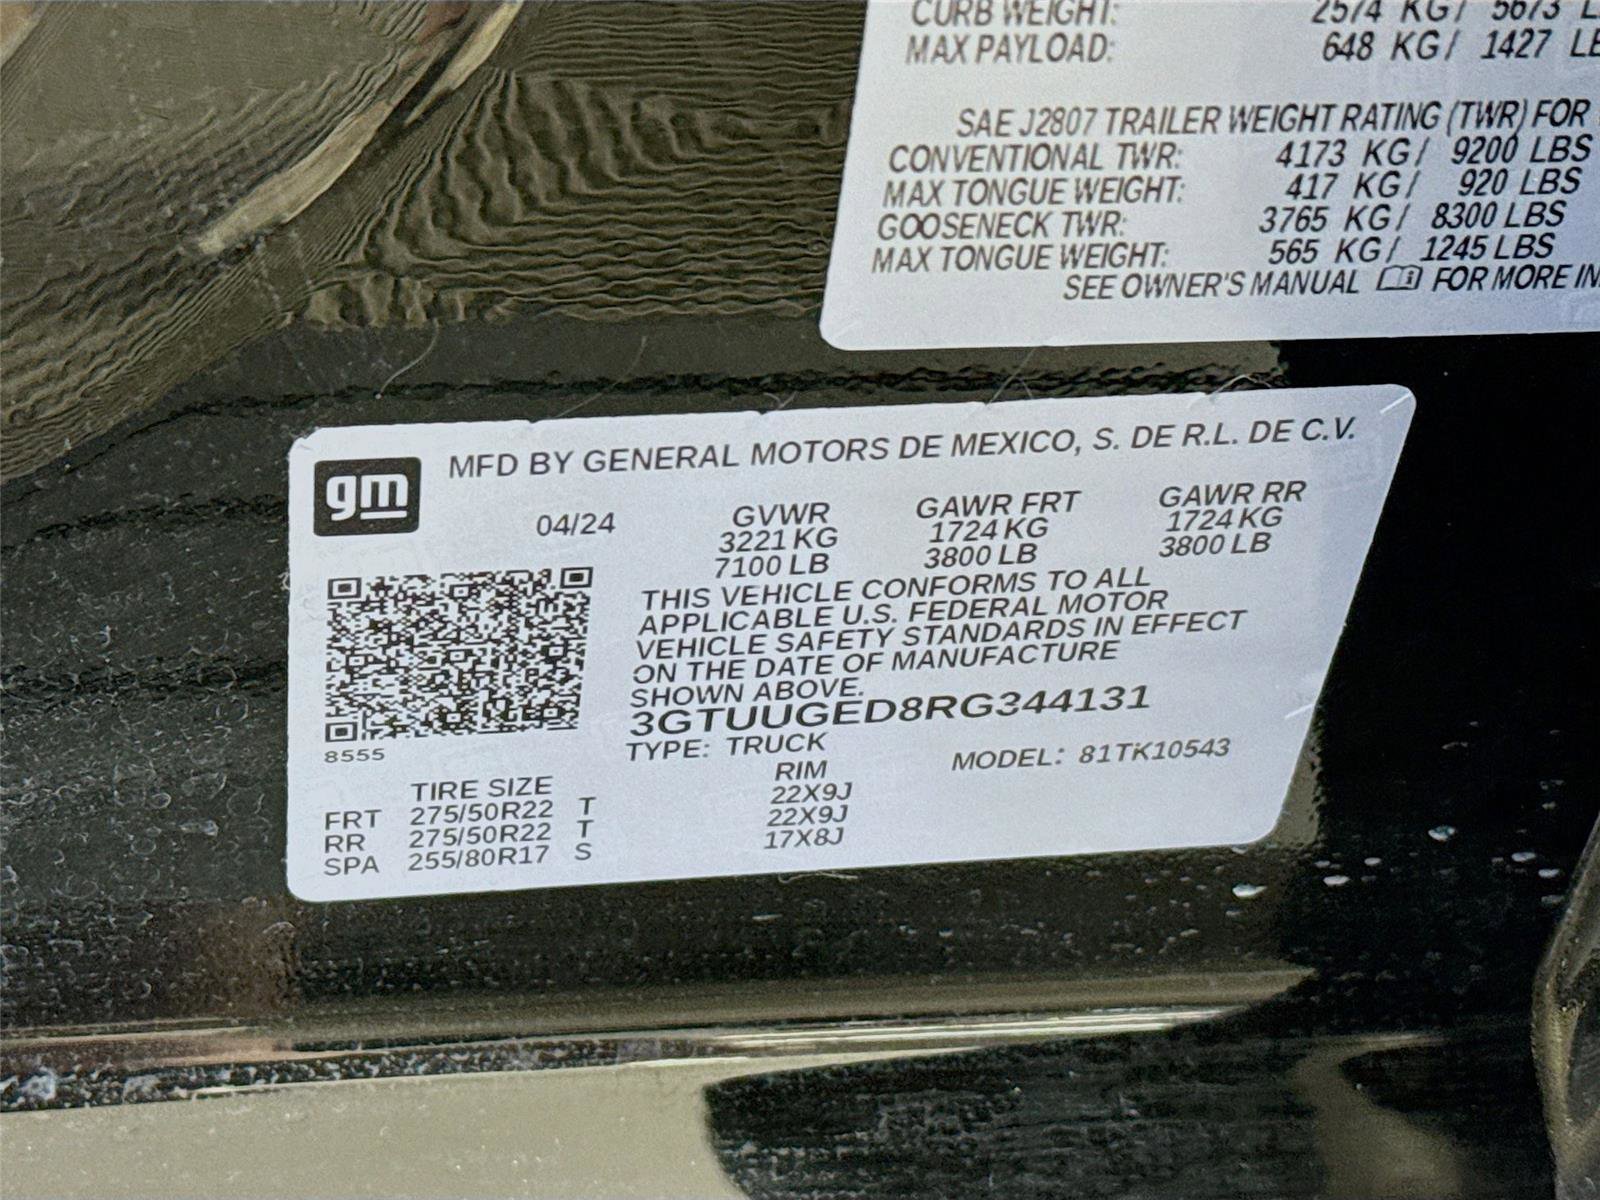 CURB WEIGHT: 2574 KG/ 5673
MAX PAYLOAD: 648 KG/ 1427 LB
SAE J2807 TRAILER WEIGHT RATING (TWR) FOR
CONVENTIONAL TWR: 4173 KG/ 9200 LBS
MAX TONGUE WEIGHT: 417 KG/ 920 LBS
GOOSENECK TWR: 3765 KG/ 8300 LBS
MAX TONGUE WEIGHT: 565 KG/ 1245 LBS
SEE OWNER'S MANUAL FOR MORE IN
gm
MFD BY GENERAL MOTORS DE MEXICO, S. DE R.L. DE C.V.
04/24 GVWR GAWR FRT GAWR RR
3221 KG 1724 KG 1724 KG
7100 LB 3800 LB 3800 LB
THIS VEHICLE CONFORMS TO ALL
APPLICABLE U.S. FEDERAL MOTOR
VEHICLE SAFETY STANDARDS IN EFFECT
ON THE DATE OF MANUFACTURE
SHOWN ABOVE.
3GTUUGED8RG344131
8555
TYPE: TRUCK MODEL: 81TK10543
TIRE SIZE RIM
FRT 275/50R22 T 22X9J
RR 275/50R22 T 22X9J
SPA 255/80R17 S 17X8J